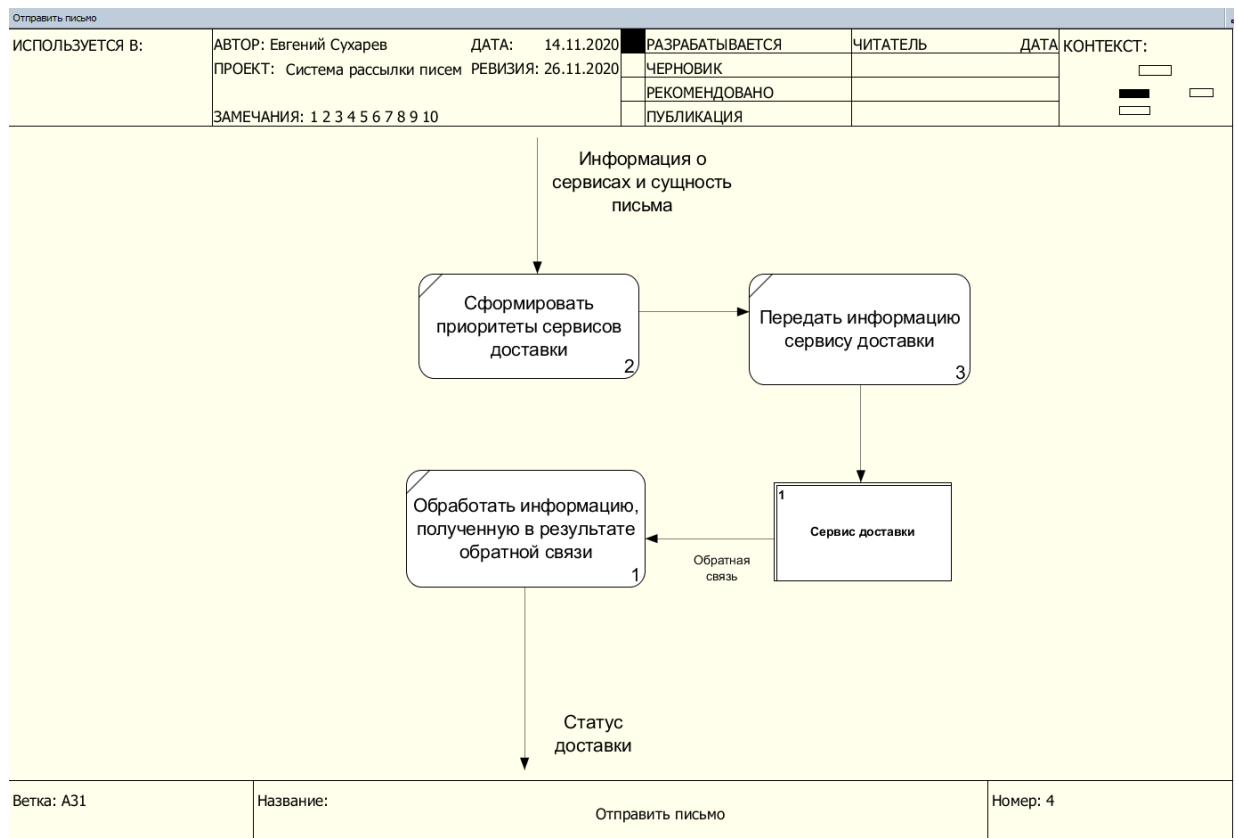 Отправить письмо
ИСПОЛЬЗУЕТСЯ В:
АВТОР: Евгений Сухарев
ДАТА: 14.11.2020
ПРОЕКТ: Система рассылки писем
РЕВИЗИЯ: 26.11.2020
ЗАМЕЧАНИЯ: 1 2 3 4 5 6 7 8 9 10
РАЗРАБАТЫВАЕТСЯ
ЧЕРНОВИК
РЕКОМЕНДОВАНО
ПУБЛИКАЦИЯ
ЧИТАТЕЛЬ
ДАТА
КОНТЕКСТ:
Информация о
сервисах и сущность
письма
Сформировать
приоритеты сервисов
доставки
2
Передать информацию
сервису доставки
3
1
Сервис доставки
Обратная
связь
Обработать информацию,
полученную в результате
обратной связи
1
Статус
доставки
Ветка: A31
Название:
Отправить письмо
Номер: 4